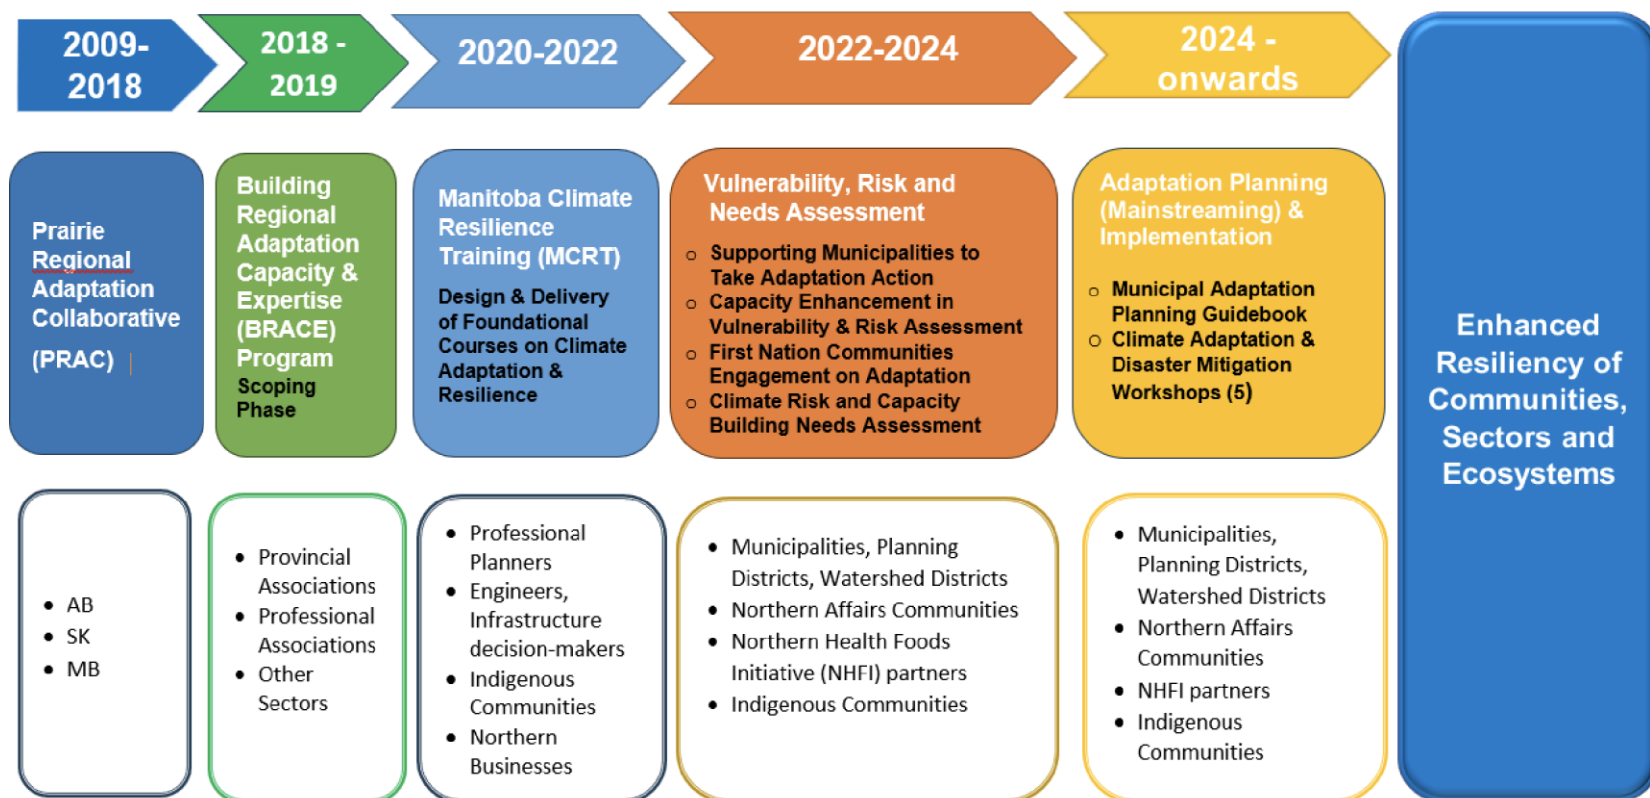 2009-
2018
2018 -
2019
2020-2022
2022-2024
2024 -
onwards
Prairie
Regional
Adaptation
Collaborative
(PRAC)
Building
Regional
Adaptation
Capacity &
Expertise
(BRACE)
Program
Scoping
Phase
Manitoba Climate
Resilience
Training (MCRT)
Design & Delivery
of Foundational
Courses on Climate
Adaptation &
Resilience
Vulnerability, Risk and
Needs Assessment
o Supporting Municipalities to
Take Adaptation Action
o Capacity Enhancement in
Vulnerability & Risk Assessment
o First Nation Communities
Engagement on Adaptation
o Climate Risk and Capacity
Building Needs Assessment
Adaptation Planning
(Mainstreaming) &
Implementation
o Municipal Adaptation
Planning Guidebook
o Climate Adaptation &
Disaster Mitigation
Workshops (5)
• AB
• SK
• MB
• Provincial
Associations
• Professional
Associations
• Other
Sectors
• Professional
Planners
• Engineers,
Infrastructure
decision-makers
• Indigenous
Communities
• Northern
Businesses
• Municipalities, Planning
Districts, Watershed Districts
• Northern Affairs Communities
• Northern Health Foods
Initiative (NHFI) partners
• Indigenous Communities
• Municipalities,
Planning Districts,
Watershed Districts
• Northern Affairs
Communities
• NHFI partners
• Indigenous
Communities
Enhanced
Resiliency of
Communities,
Sectors and
Ecosystems